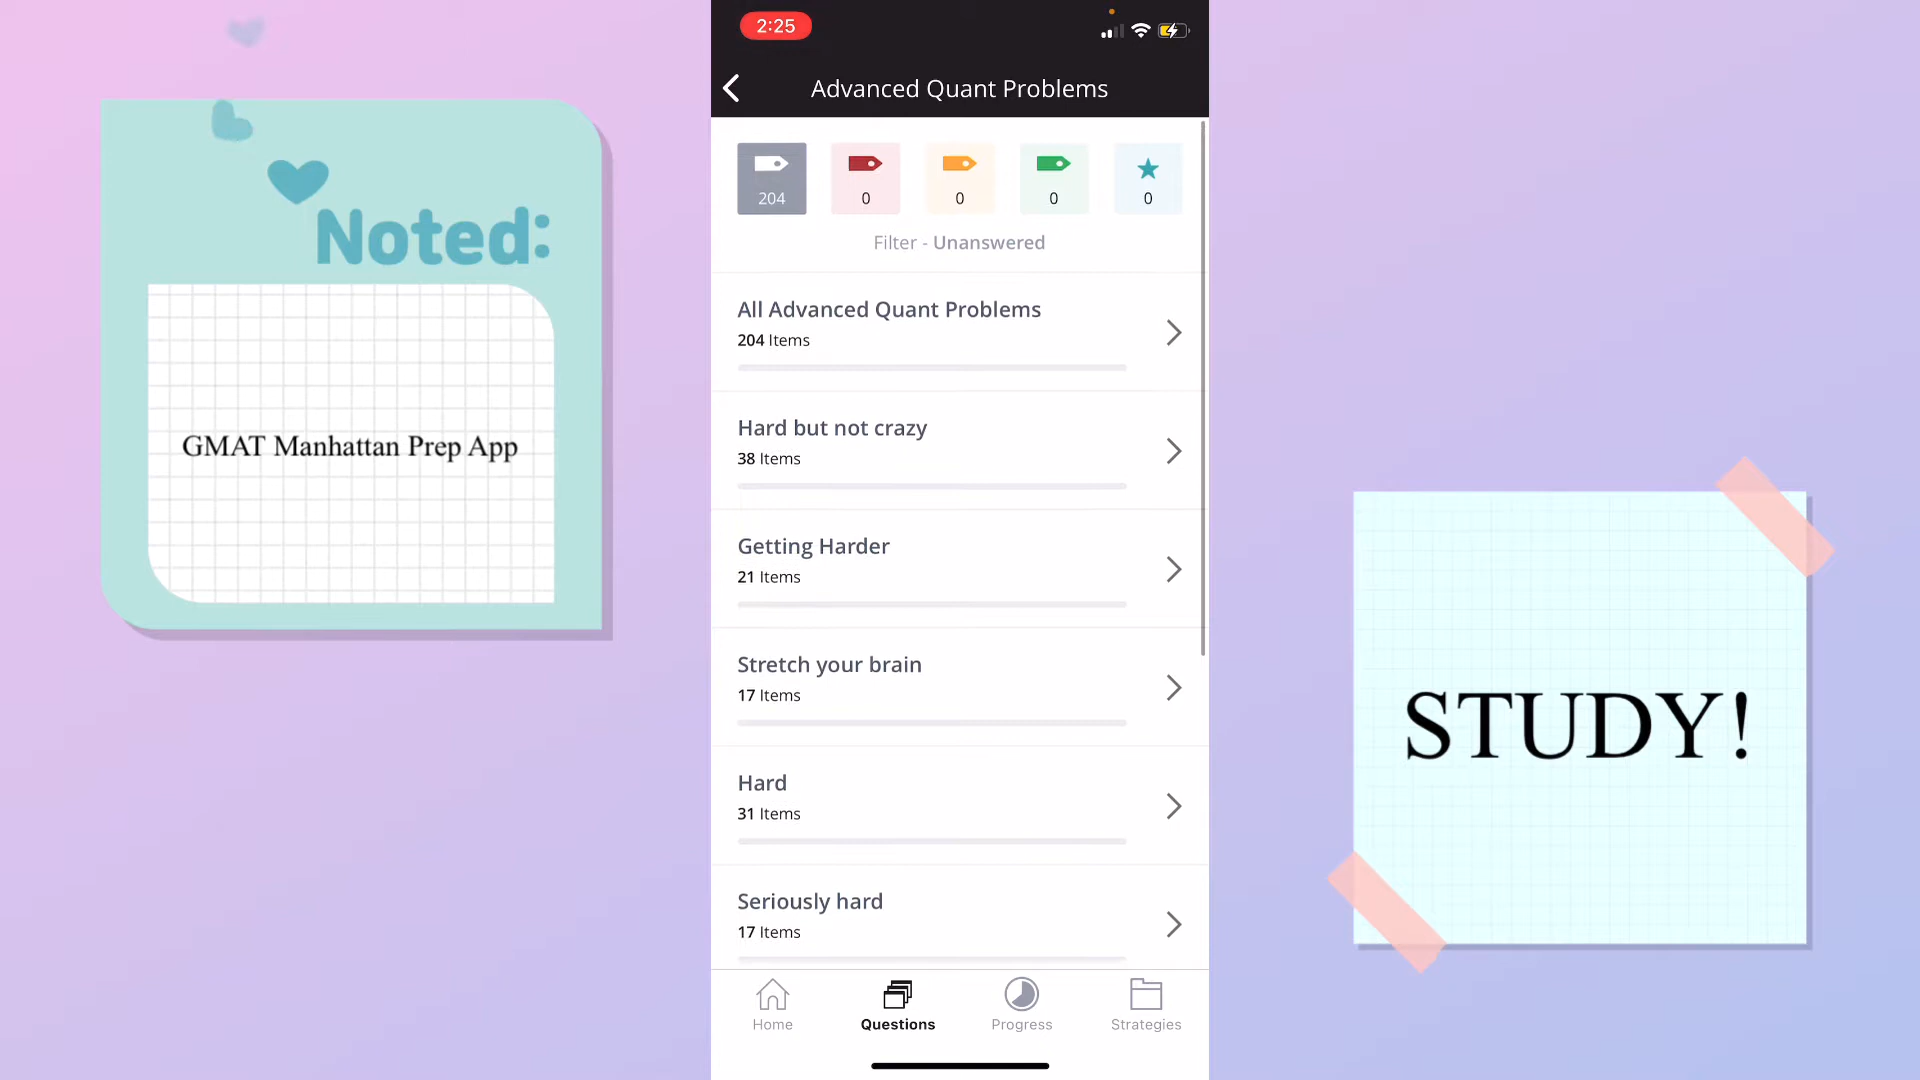 Noted:
GMAT Manhattan Prep App
2:25
Advanced Quant Problems
204
0
0
0
0
Filter - Unanswered
All Advanced Quant Problems
204 Items
Hard but not crazy
38 Items
Getting Harder
21 Items
Stretch your brain
17 Items
Hard
31 Items
Seriously hard
17 Items
Home
Questions
Progress
Strategies
STUDY!